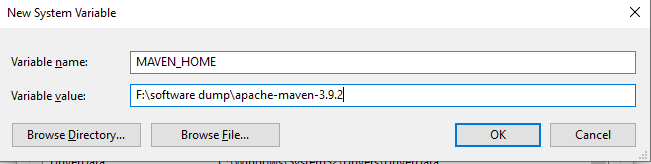 New System Variable
Variable name: MAVEN_HOME
Variable value: F:\software dump\apache-maven-3.9.2
Browse Directory... Browse File... OK Cancel